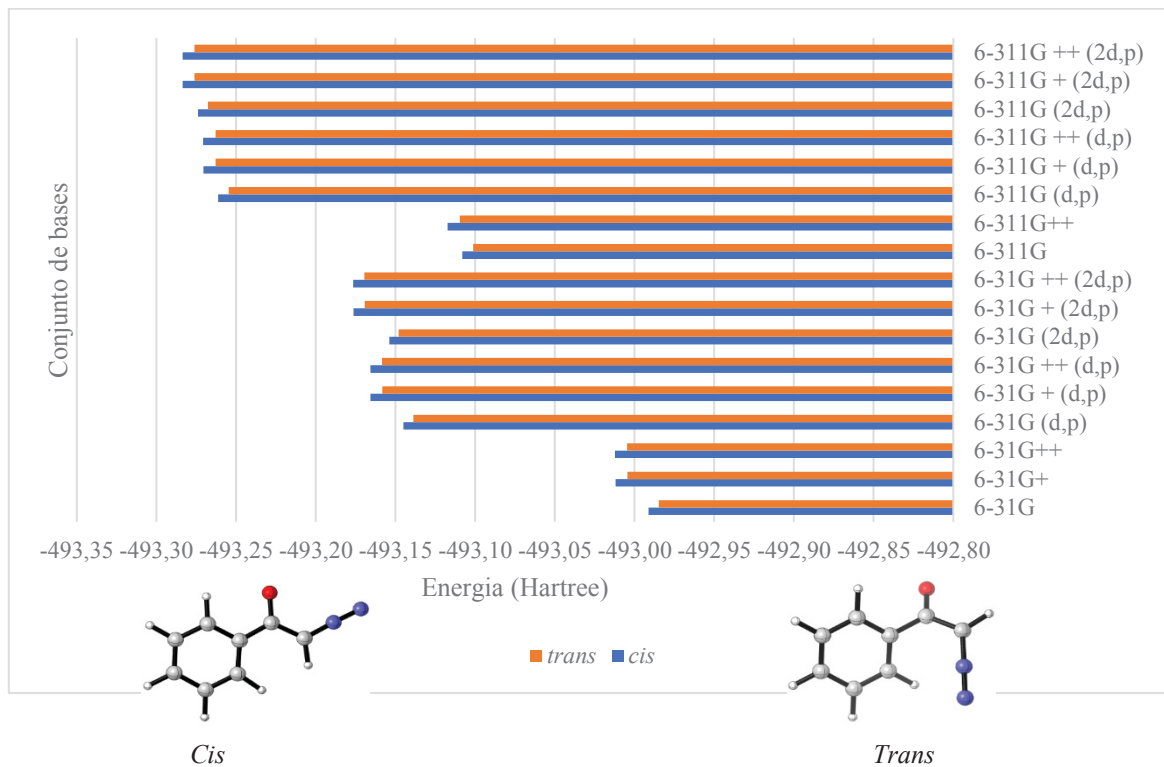 6-311G ++ (2d,p)
6-311G + (2d,p)
6-311G (2d,p)
6-311G ++ (d,p)
6-311G + (d,p)
6-311G (d,p)
6-311G++
6-311G
6-31G ++ (2d,p)
6-31G + (2d,p)
6-31G (2d,p)
6-31G ++ (d,p)
6-31G + (d,p)
6-31G (d,p)
6-31G++
6-31G+
6-31G
Conjunto de bases
-493,35 -493,30 -493,25 -493,20 -493,15 -493,10 -493,05 -493,00 -492,95 -492,90 -492,85 -492,80
Energia (Hartree)
trans cis
Cis Trans